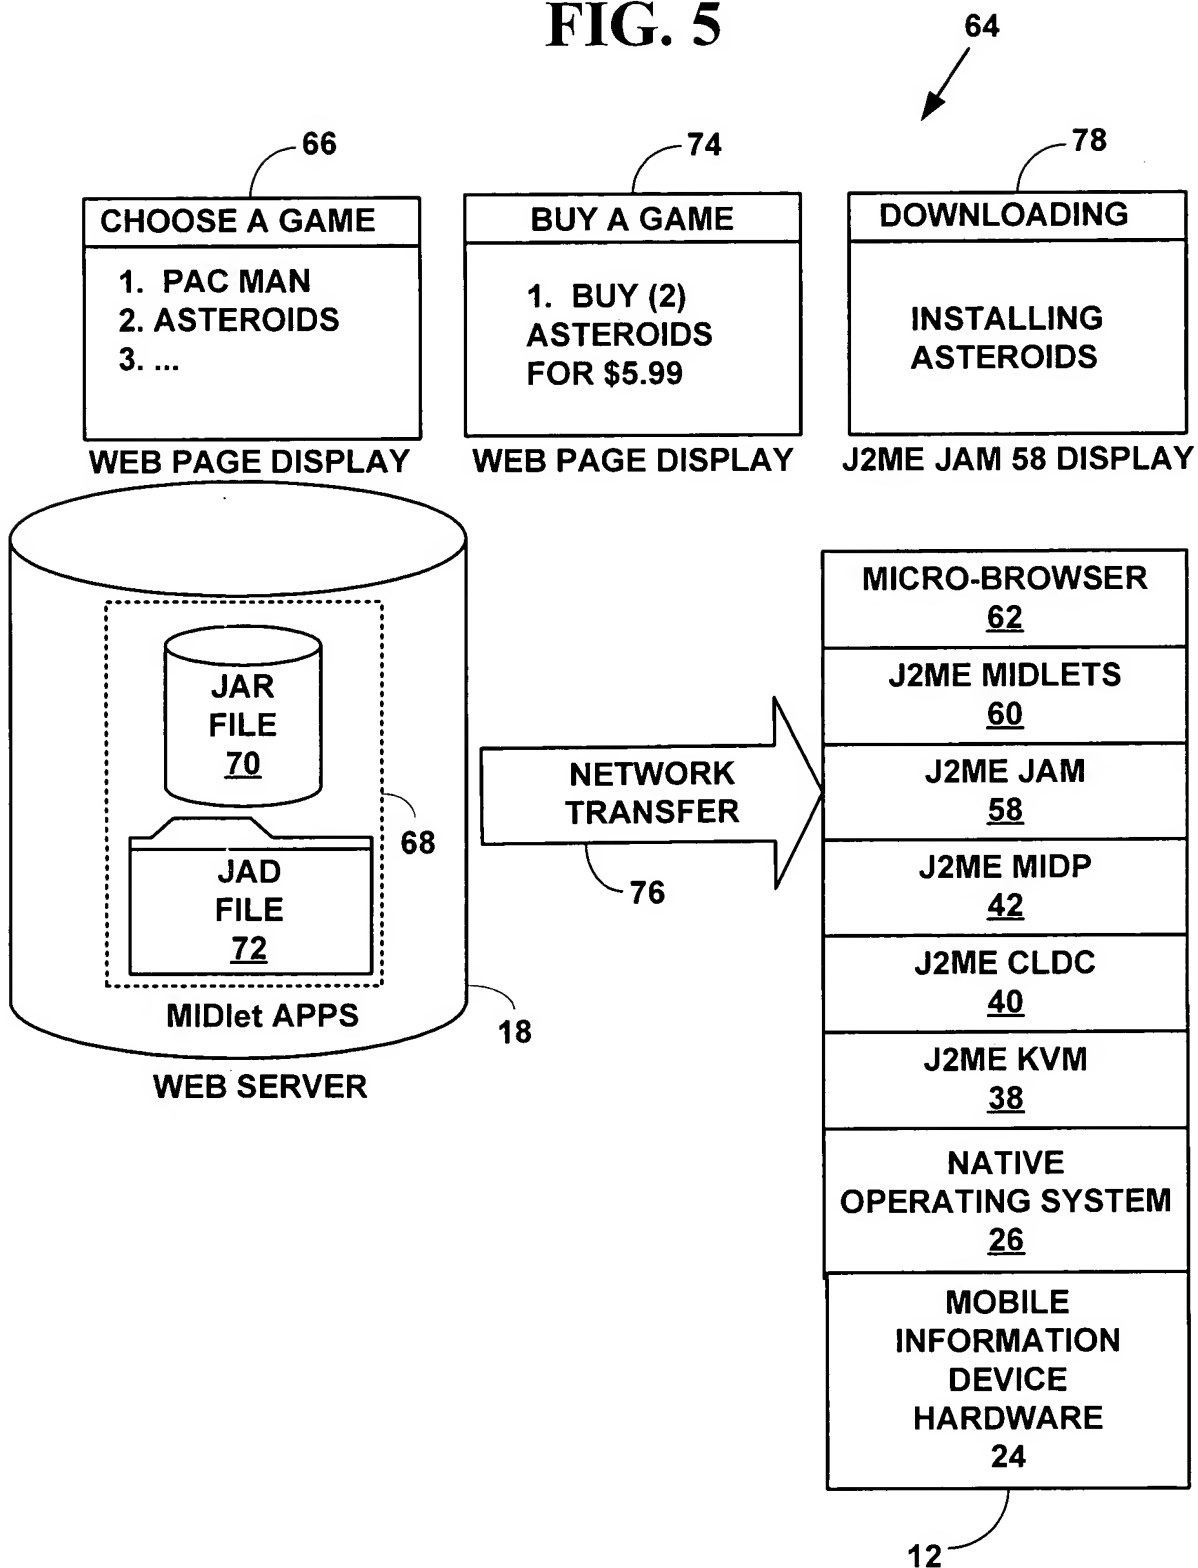 FIG. 5
64
66
74
78
CHOOSE A GAME
1. PAC MAN
2. ASTEROIDS
3. ...
WEB PAGE DISPLAY
BUY A GAME
1. BUY (2)
ASTEROIDS
FOR $5.99
WEB PAGE DISPLAY
DOWNLOADING
INSTALLING
ASTEROIDS
J2ME JAM 58 DISPLAY
JAR
FILE
70
68
JAD
FILE
72
MIDlet APPS
18
WEB SERVER
NETWORK
TRANSFER
76
MICRO-BROWSER
62
J2ME MIDLETS
60
J2ME JAM
58
J2ME MIDP
42
J2ME CLDC
40
J2ME KVM
38
NATIVE
OPERATING SYSTEM
26
MOBILE
INFORMATION
DEVICE
HARDWARE
24
12